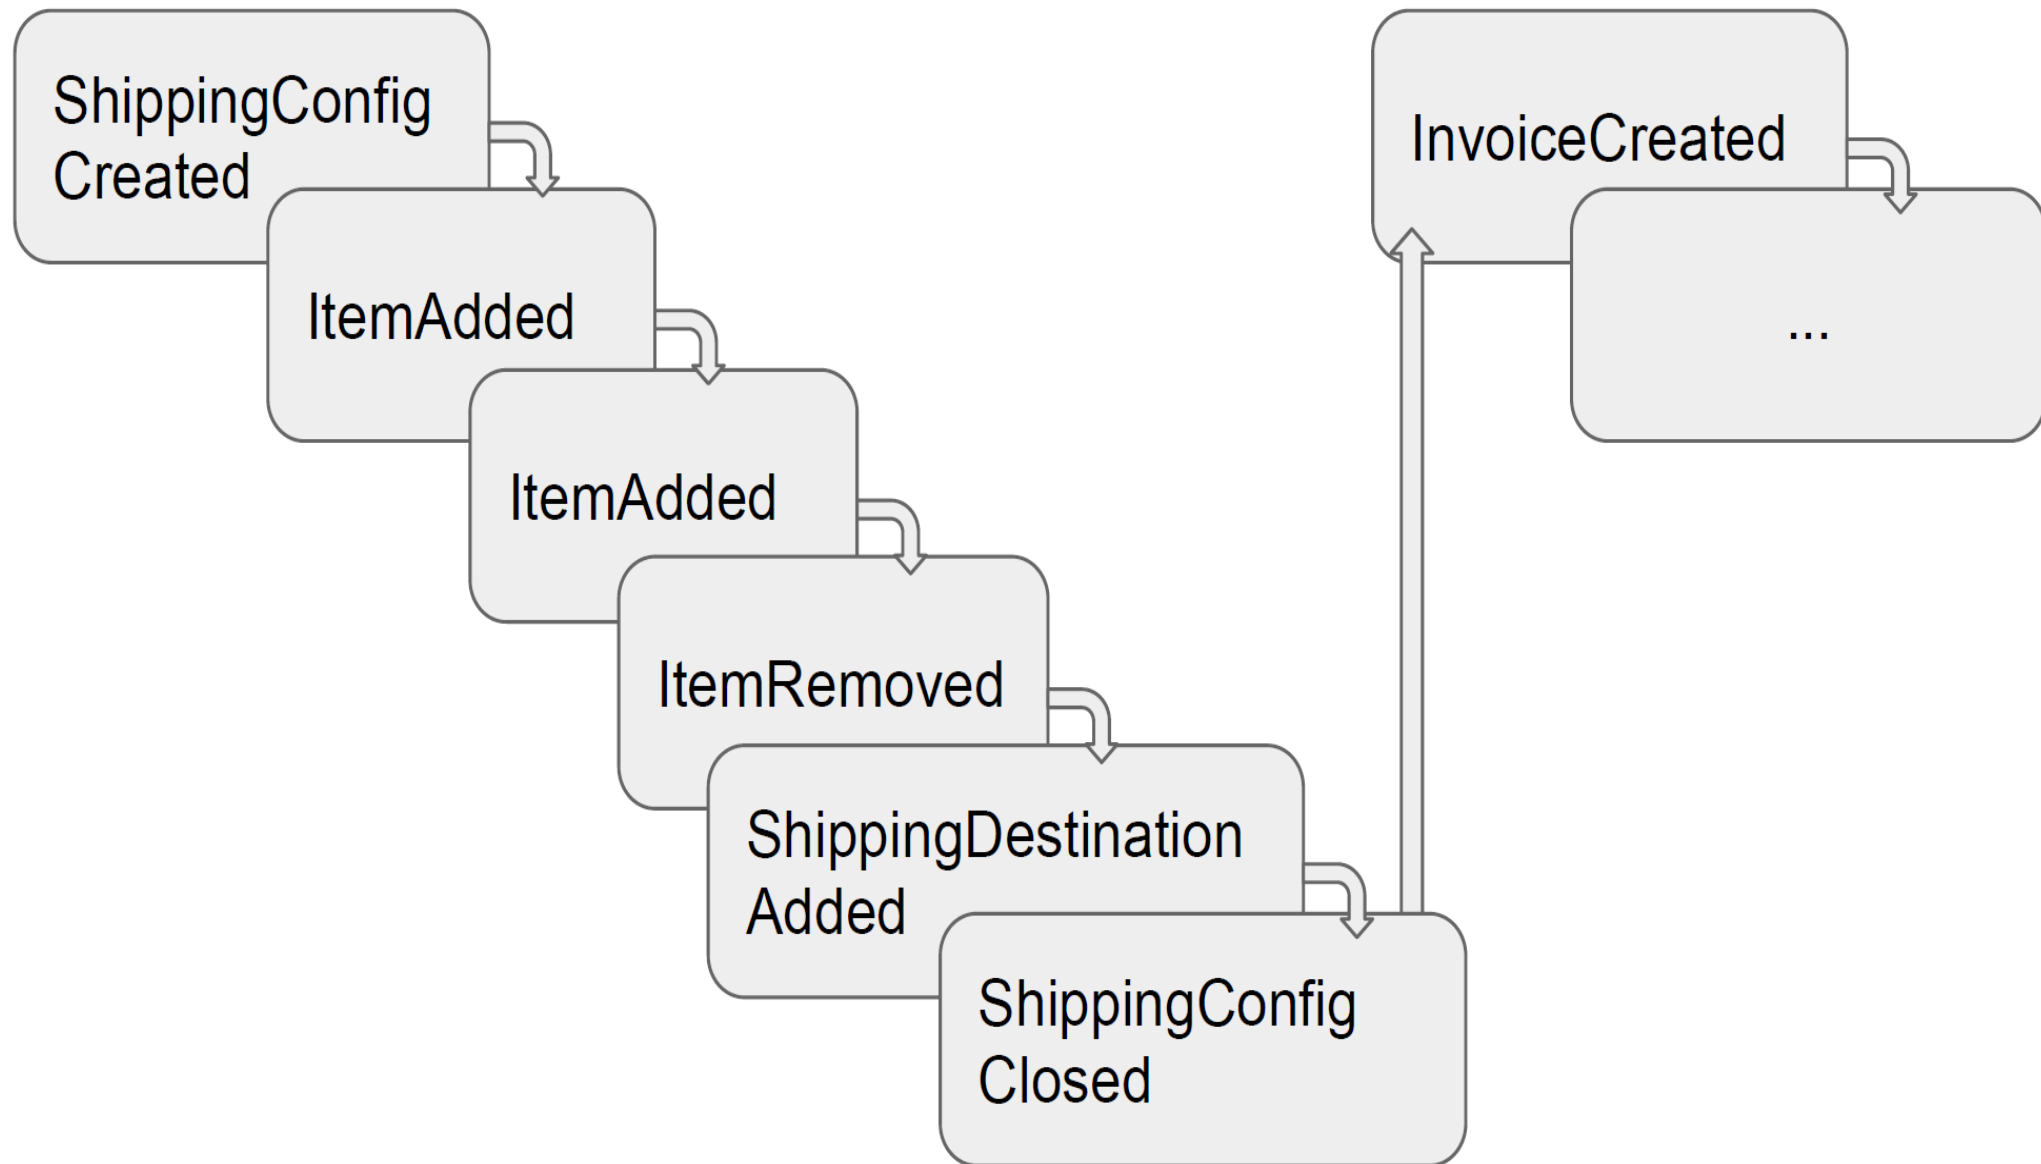 ShippingConfig
Created
ItemAdded
ItemAdded
ItemRemoved
ShippingDestination
Added
ShippingConfig
Closed
InvoiceCreated
...